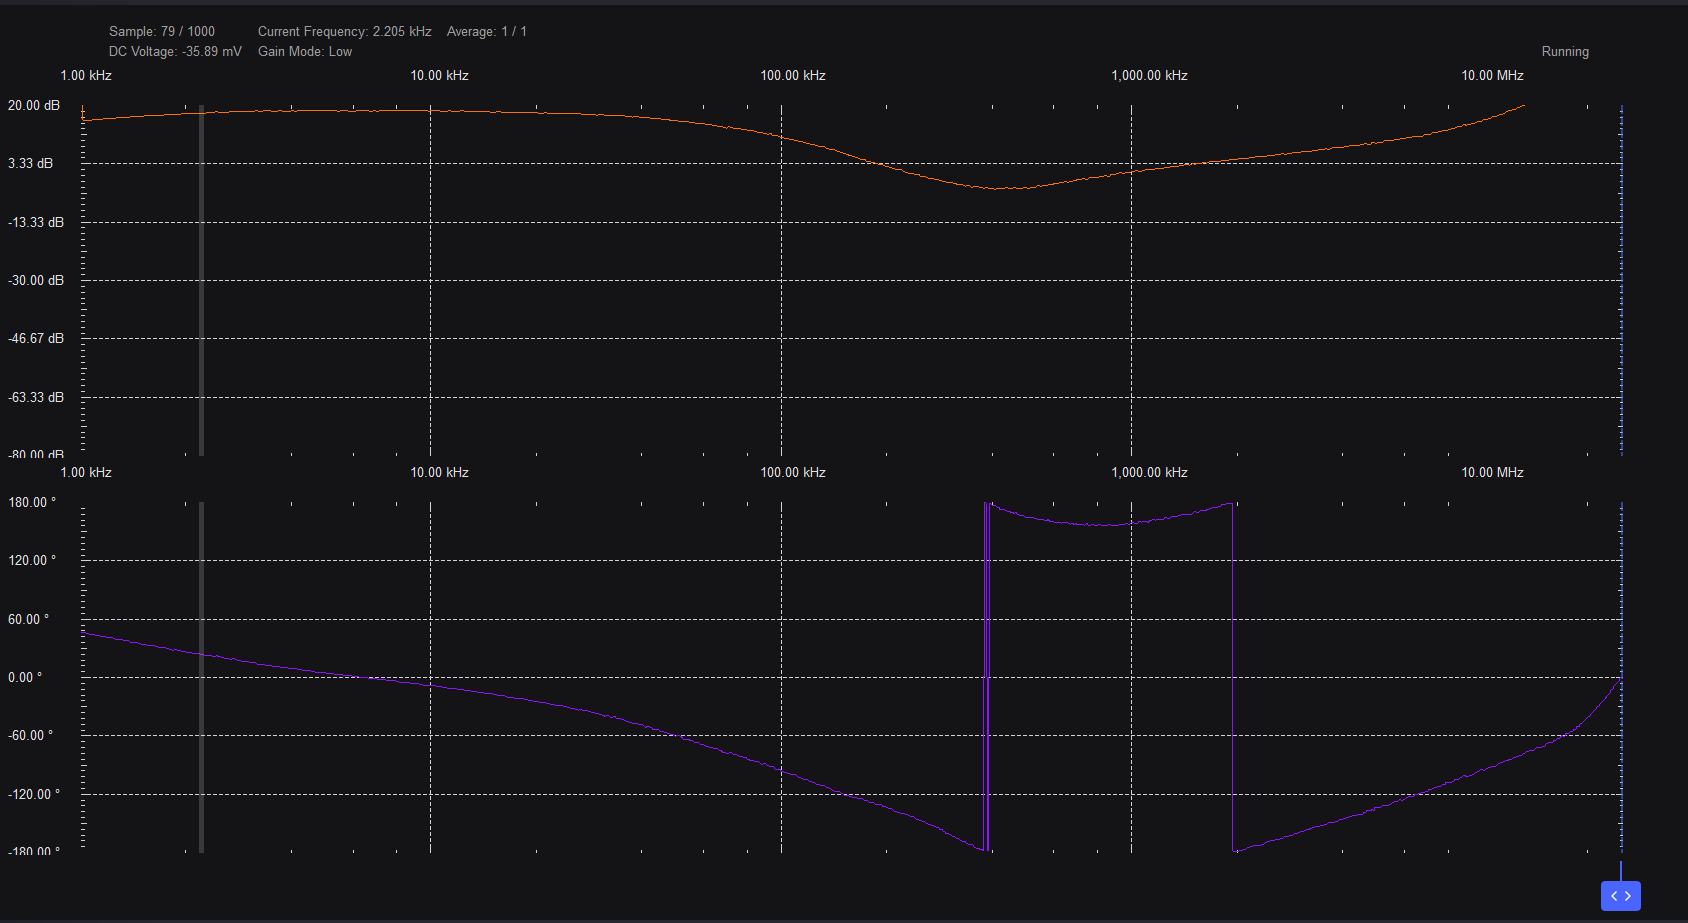 Sample: 79 / 1000 Current Frequency: 2.205 kHz Average: 1 / 1
DC Voltage: -35.89 mV Gain Mode: Low Running
1.00 kHz 10.00 kHz 100.00 kHz 1,000.00 kHz 10.00 MHz
20.00 dB
3.33 dB
-13.33 dB
-30.00 dB
-46.67 dB
-63.33 dB
-80.00 dB
1.00 kHz 10.00 kHz 100.00 kHz 1,000.00 kHz 10.00 MHz
180.00 °
120.00 °
60.00 °
0.00 °
-60.00 °
-120.00 °
-180.00 °